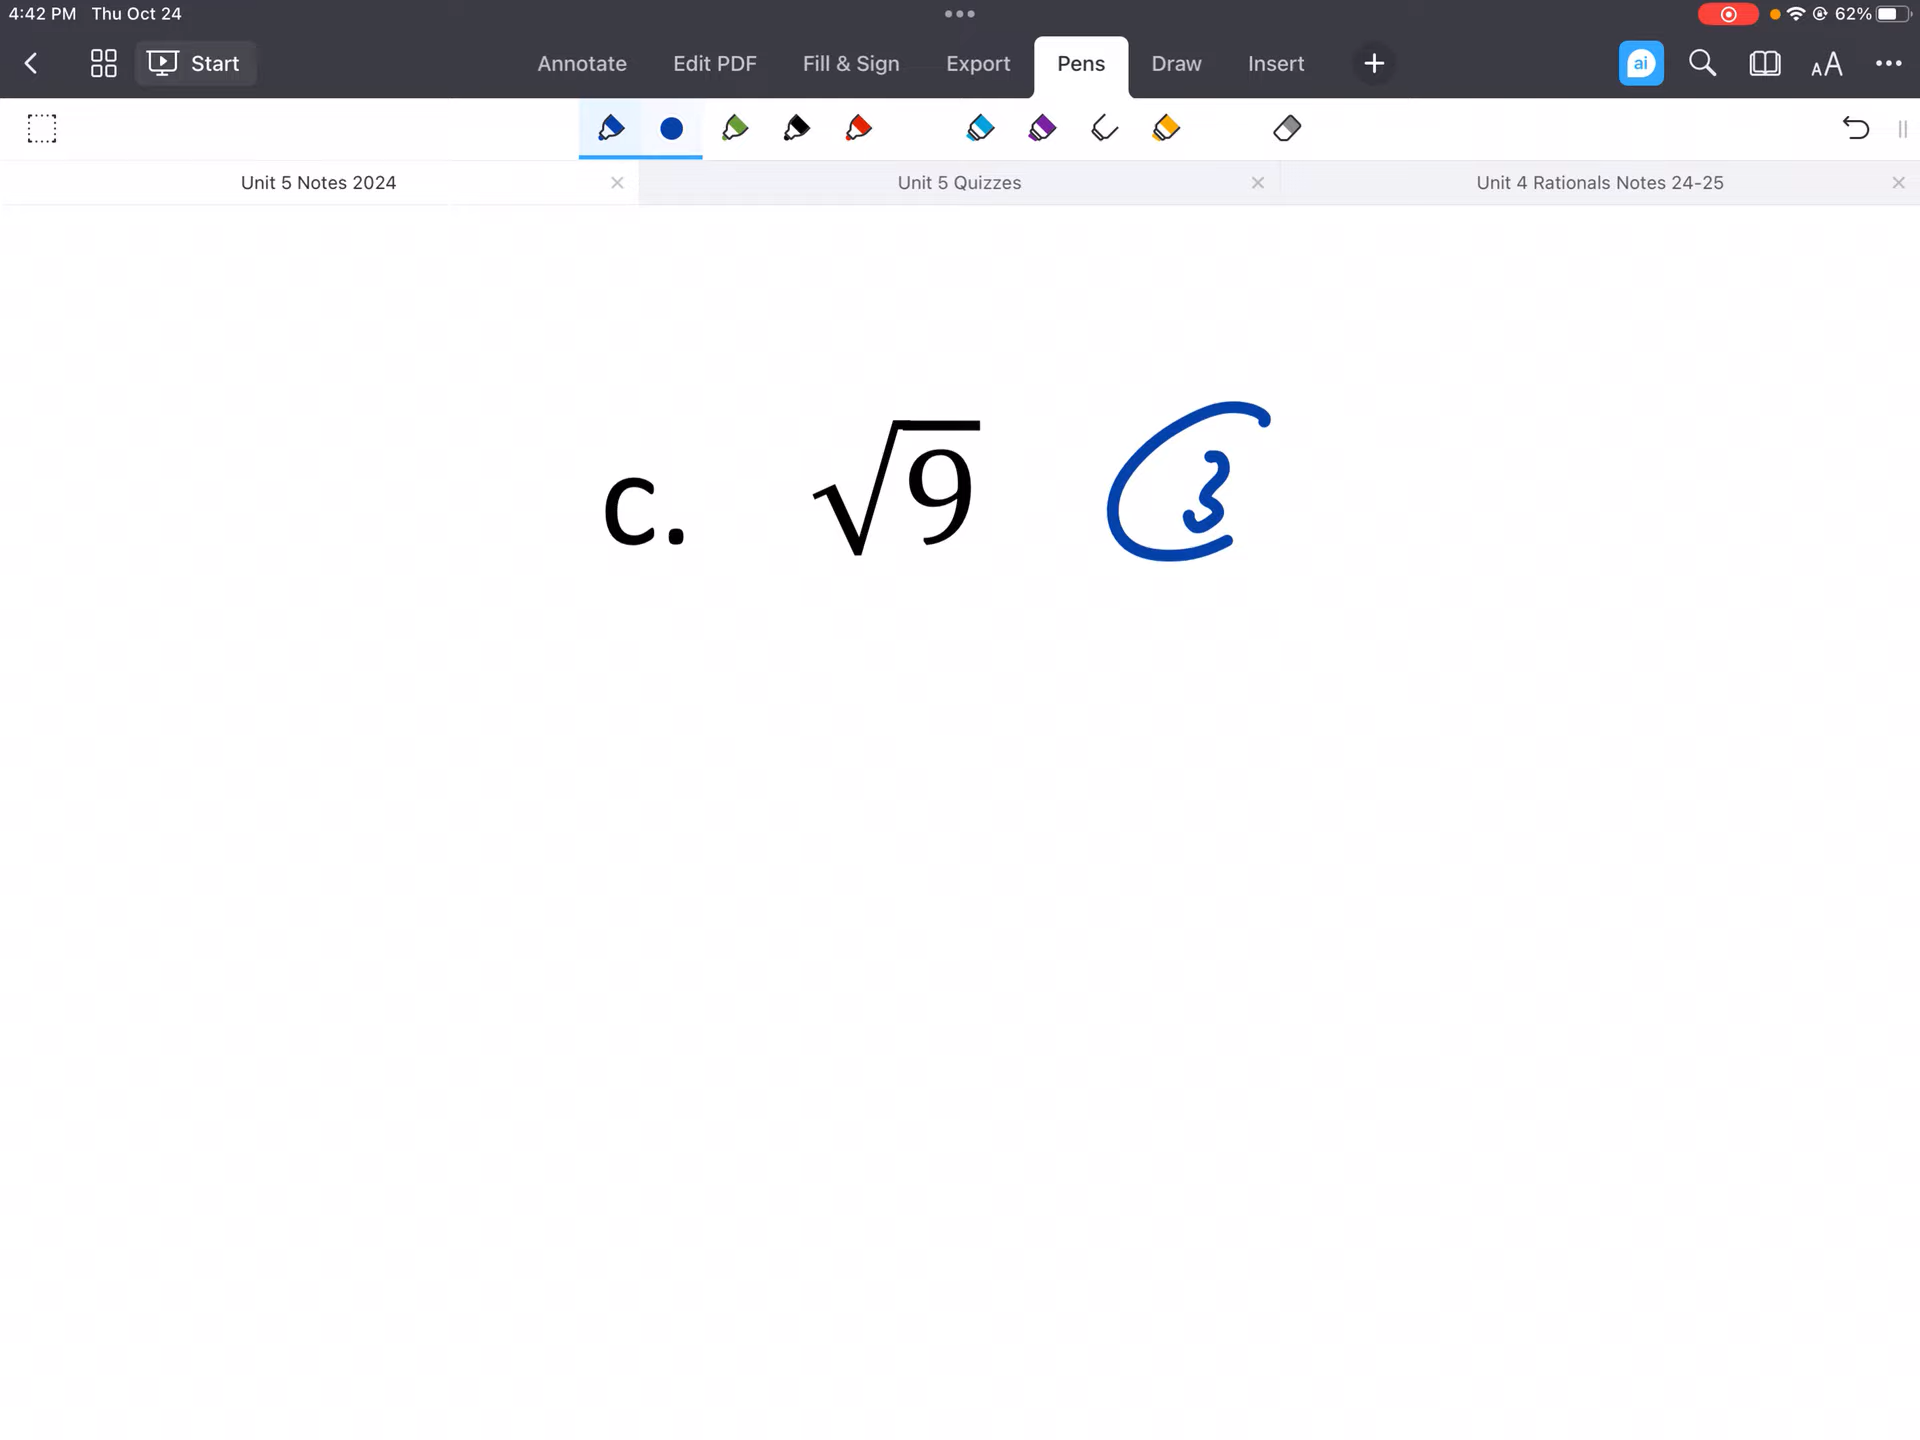 4:42 PM Thu Oct 24 62%
Start Annotate Edit PDF Fill & Sign Export Pens Draw Insert + ai AA
Unit 5 Notes 2024 Unit 5 Quizzes Unit 4 Rationals Notes 24-25
c. √9 3